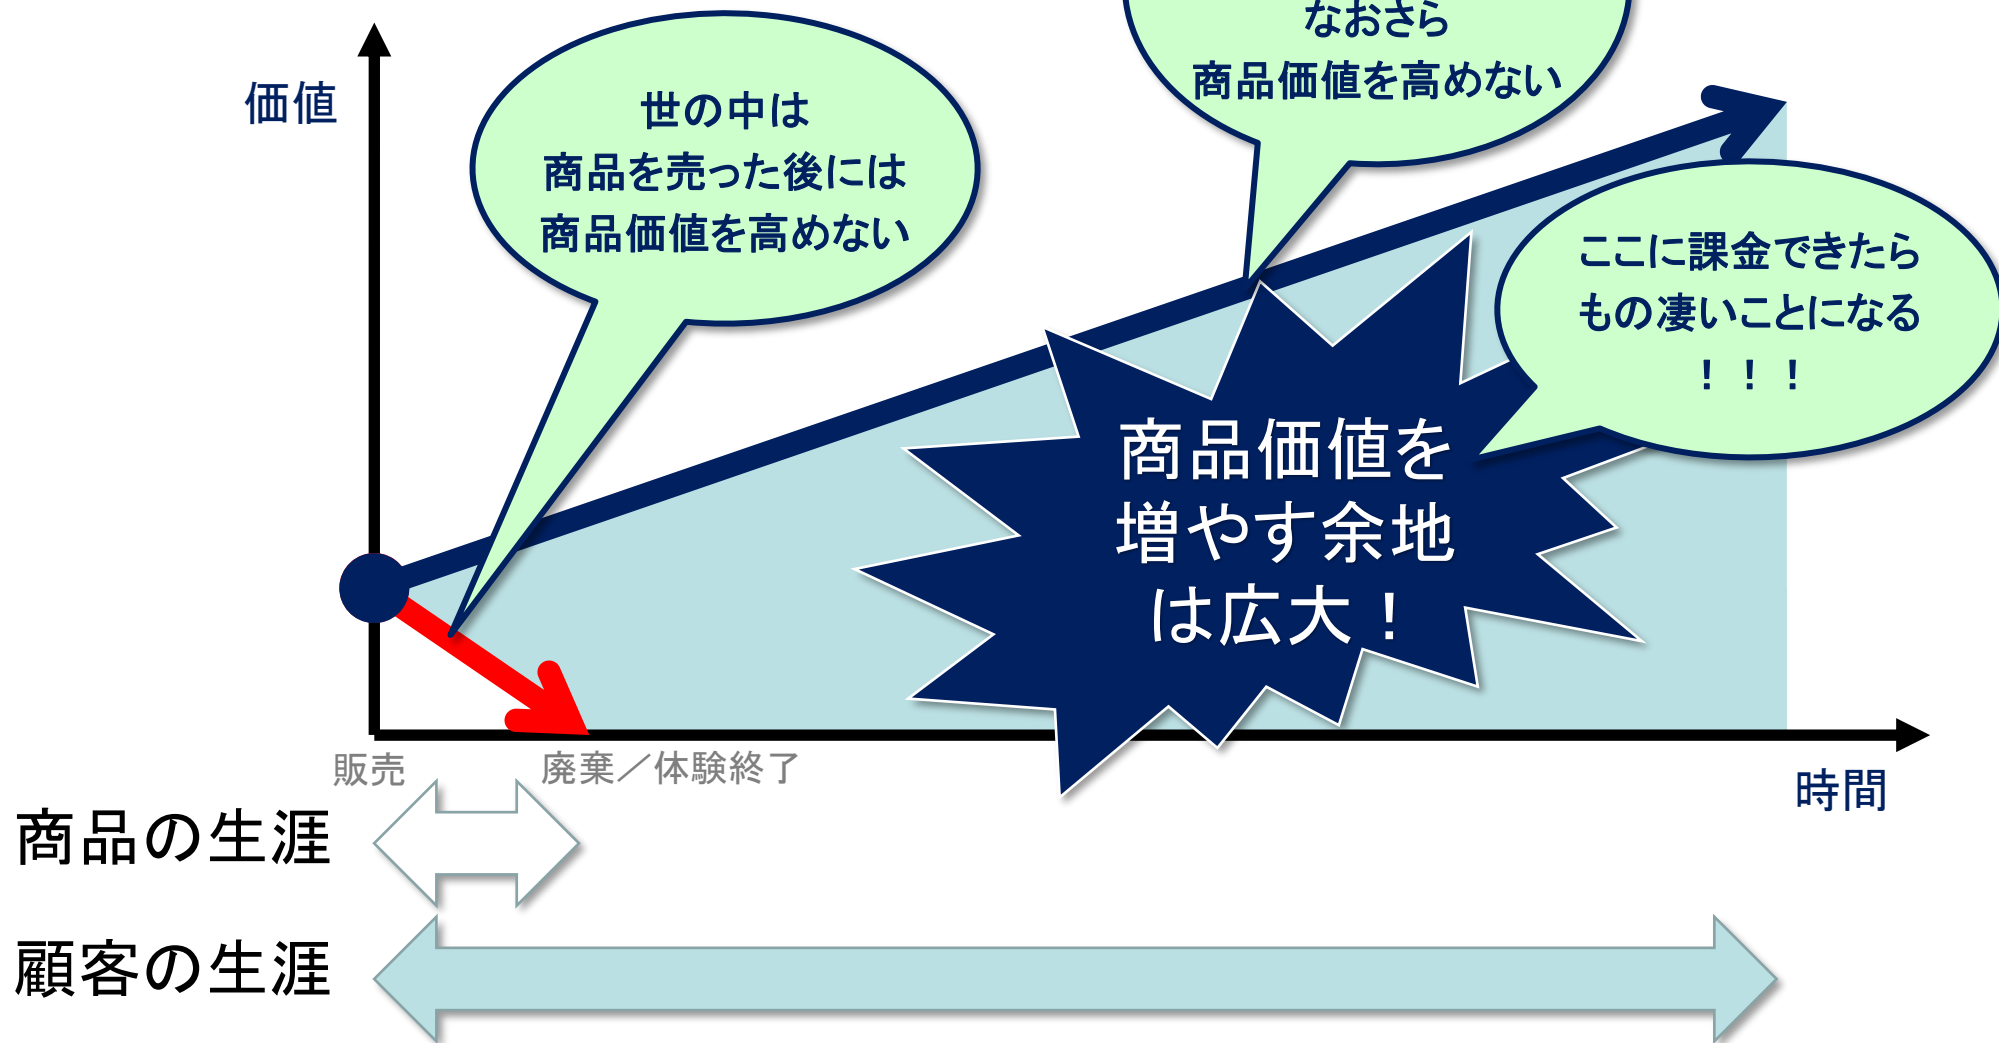 なおさら
商品価値を高めない
価値
世の中は
商品を売った後には
商品価値を高めない
ここに課金できたら
もの凄いことになる
！！！
商品価値を
増やす余地
は広大！
販売
廃棄／体験終了
時間
商品の生涯
顧客の生涯